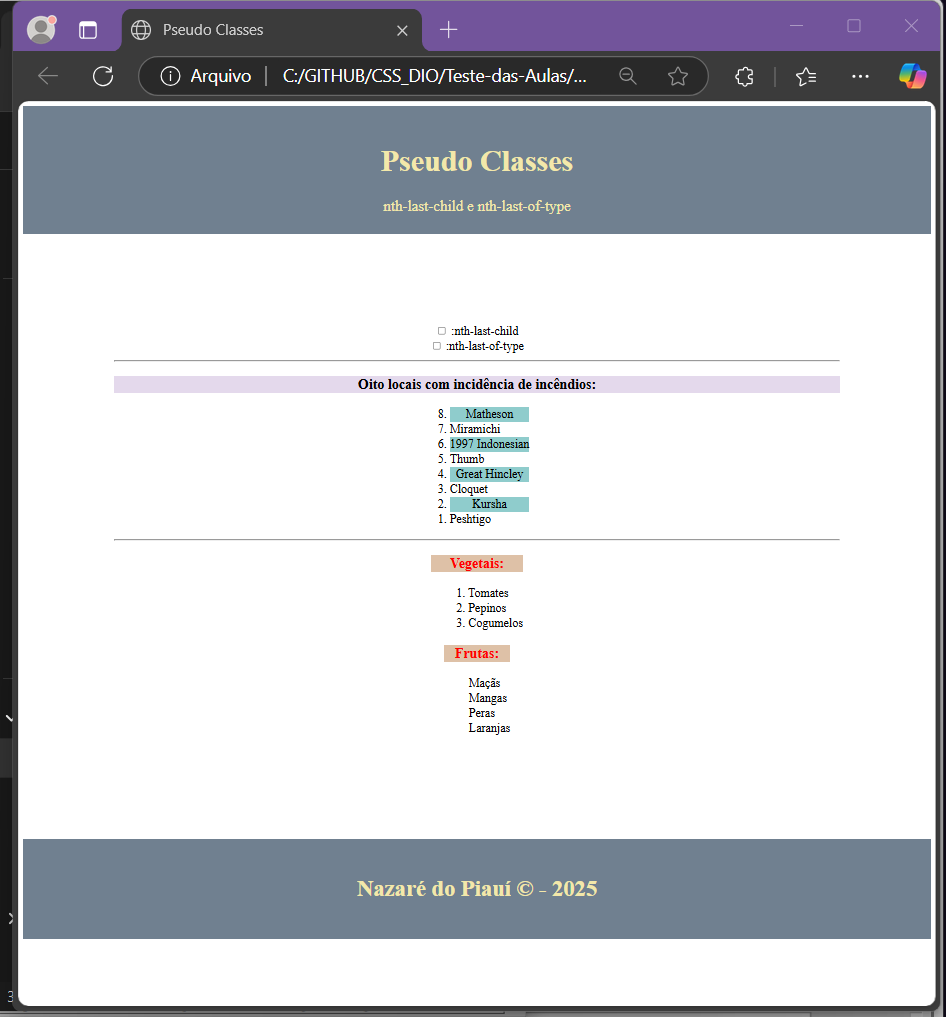 Pseudo Classes
Arquivo
C:/GITHUB/CSS_DIO/Teste-das-Aulas/...
Pseudo Classes
nth-last-child e nth-last-of-type
:nth-last-child
:nth-last-of-type
Oito locais com incidência de incêndios:
8. Matheson
7. Miramichi
6. 1997 Indonesian
5. Thumb
4. Great Hincley
3. Cloquet
2. Kursha
1. Peshtigo
Vegetais:
1. Tomates
2. Pepinos
3. Cogumelos
Frutas:
Maçãs
Mangas
Peras
Laranjas
Nazaré do Piauí © - 2025
3